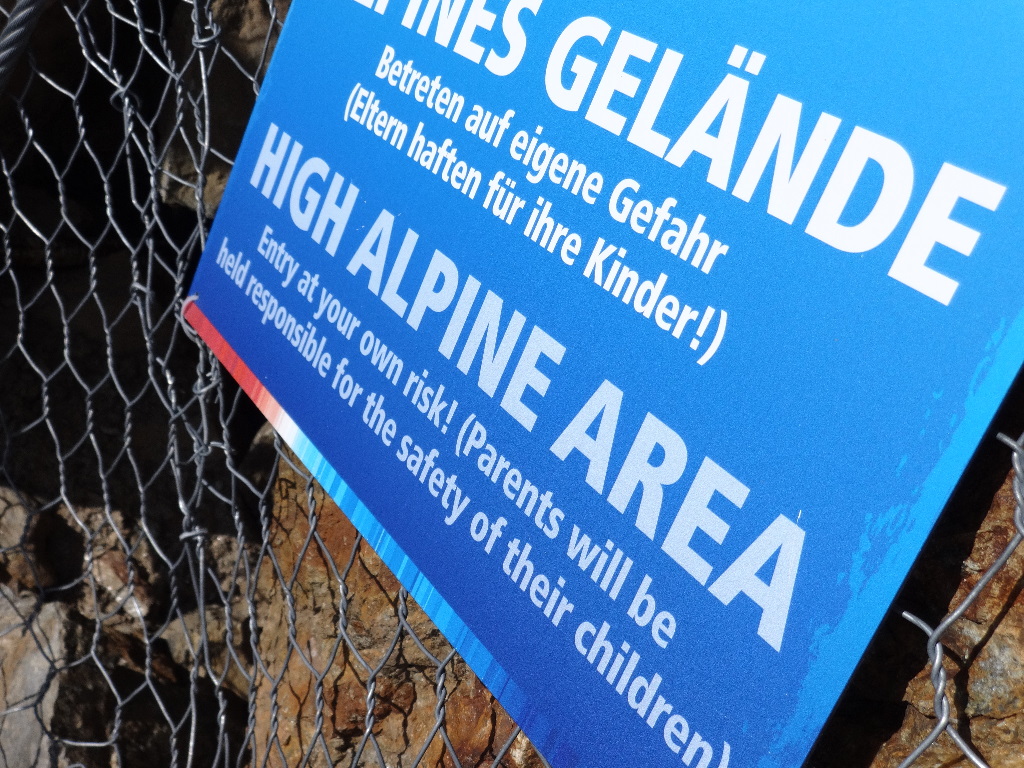 ALPINES GELÄNDE
Betreten auf eigene Gefahr
(Eltern haften für ihre Kinder!)
HIGH ALPINE AREA
Entry at your own risk! (Parents will be
held responsible for the safety of their children)